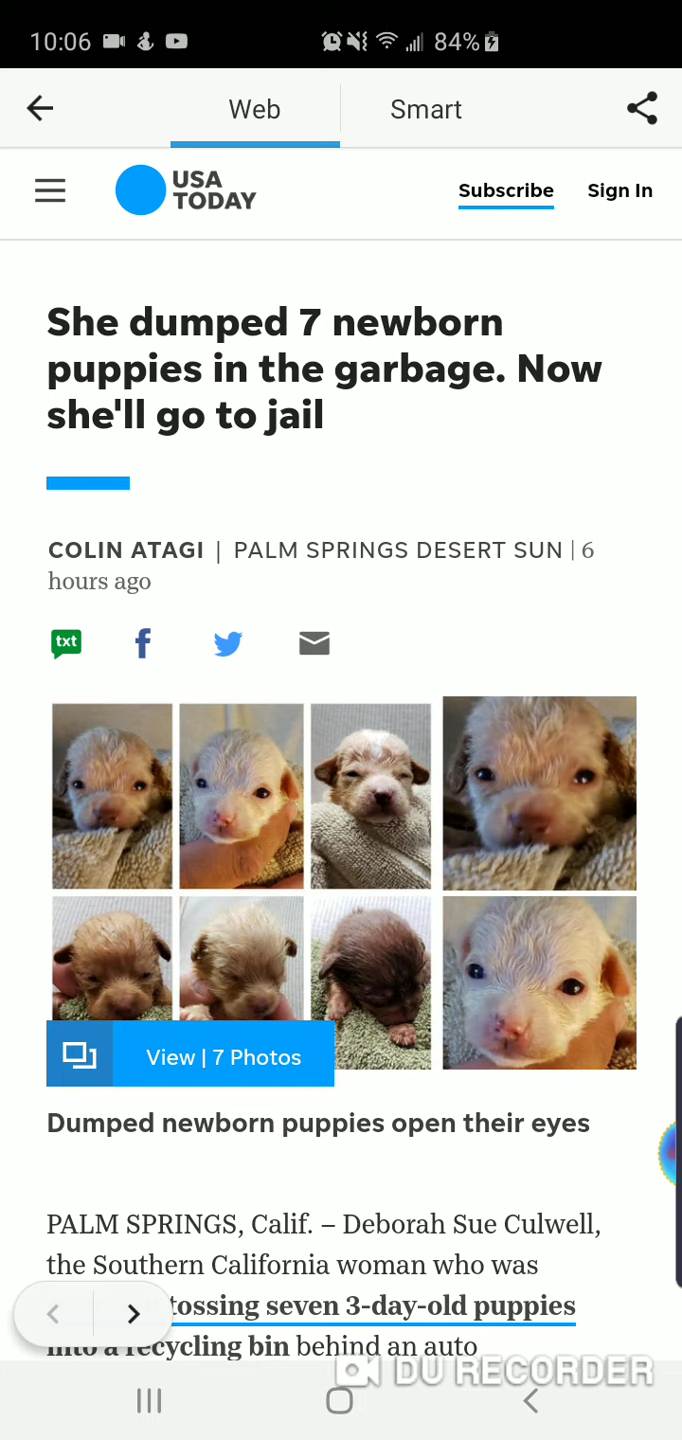 10:06
84%
Web
Smart
USA
TODAY
Subscribe
Sign In
She dumped 7 newborn
puppies in the garbage. Now
she'll go to jail
COLIN ATAGI | PALM SPRINGS DESERT SUN | 6
hours ago
txt
f
View | 7 Photos
Dumped newborn puppies open their eyes
PALM SPRINGS, Calif. – Deborah Sue Culwell,
the Southern California woman who was
tossing seven 3-day-old puppies
into a recycling bin behind an auto
DU RECORDER